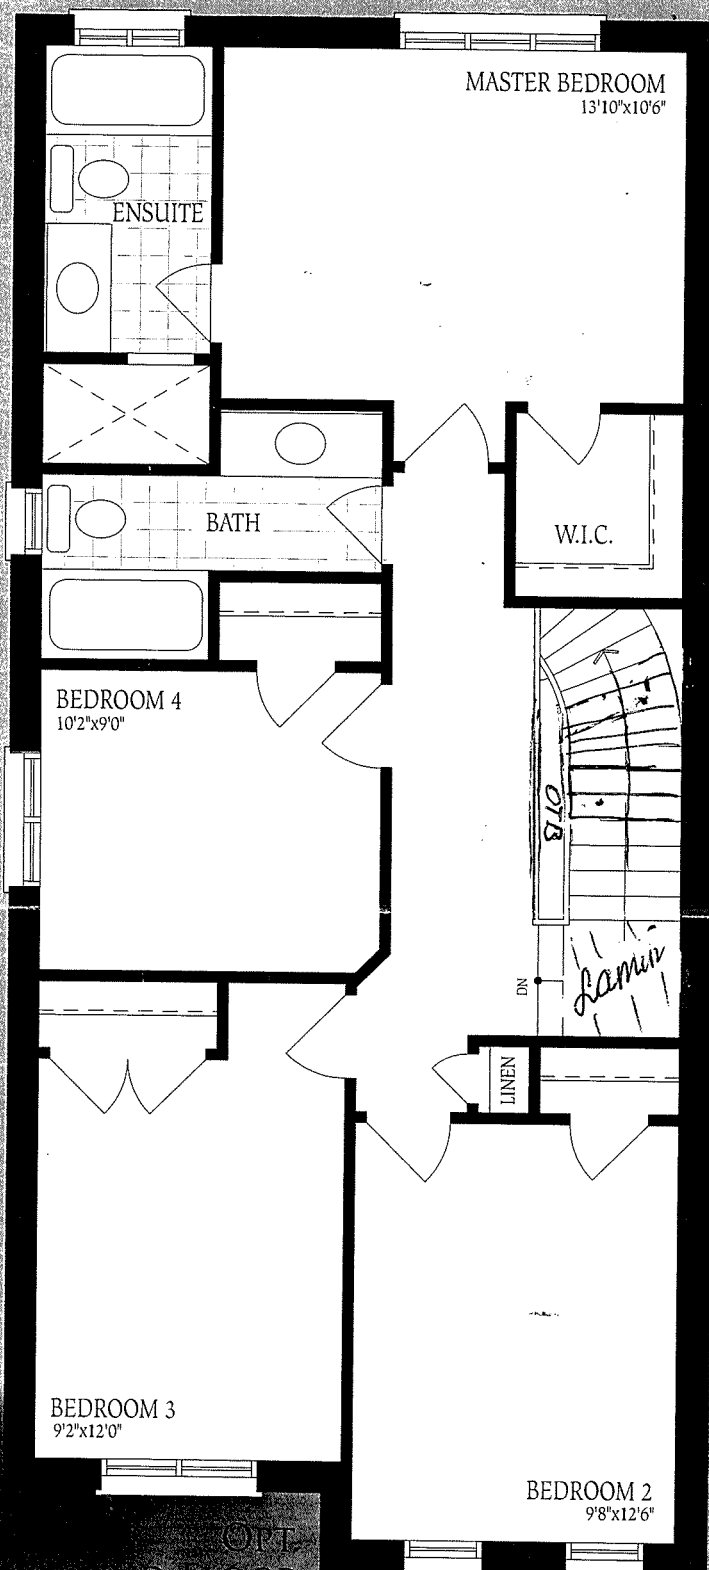 MASTER BEDROOM
13'10"x10'6"
ENSUITE
BATH
W.I.C.
BEDROOM 4
10'2"x9'0"
OTB
DN
Lamin
LINEN
BEDROOM 3
9'2"x12'0"
BEDROOM 2
9'8"x12'6"
OPT.